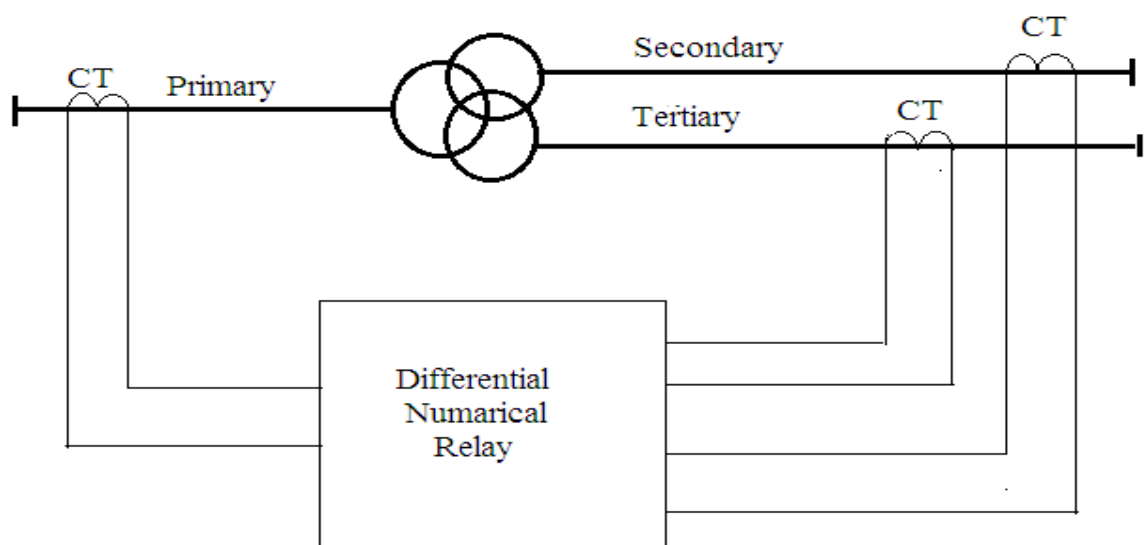 CT
Secondary
CT
Primary
CT
Tertiary
Differential
Numarical
Relay